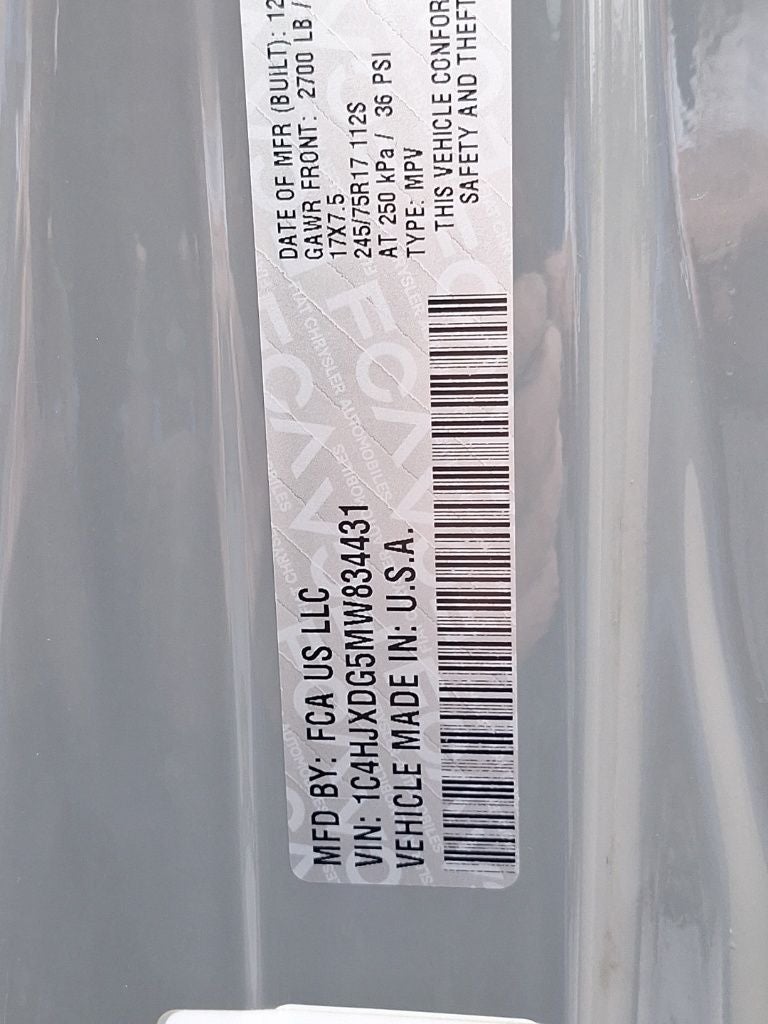 MFD BY: FCA US LLC
VIN: 1C4HJXDG5MW834431
VEHICLE MADE IN: U.S.A.
DATE OF MFR (BUILT): 12
GAWR FRONT: 2700 LB /
17X7.5
245/75R17 112S
AT 250 kPa / 36 PSI
TYPE: MPV
THIS VEHICLE CONFOR
SAFETY AND THEFT